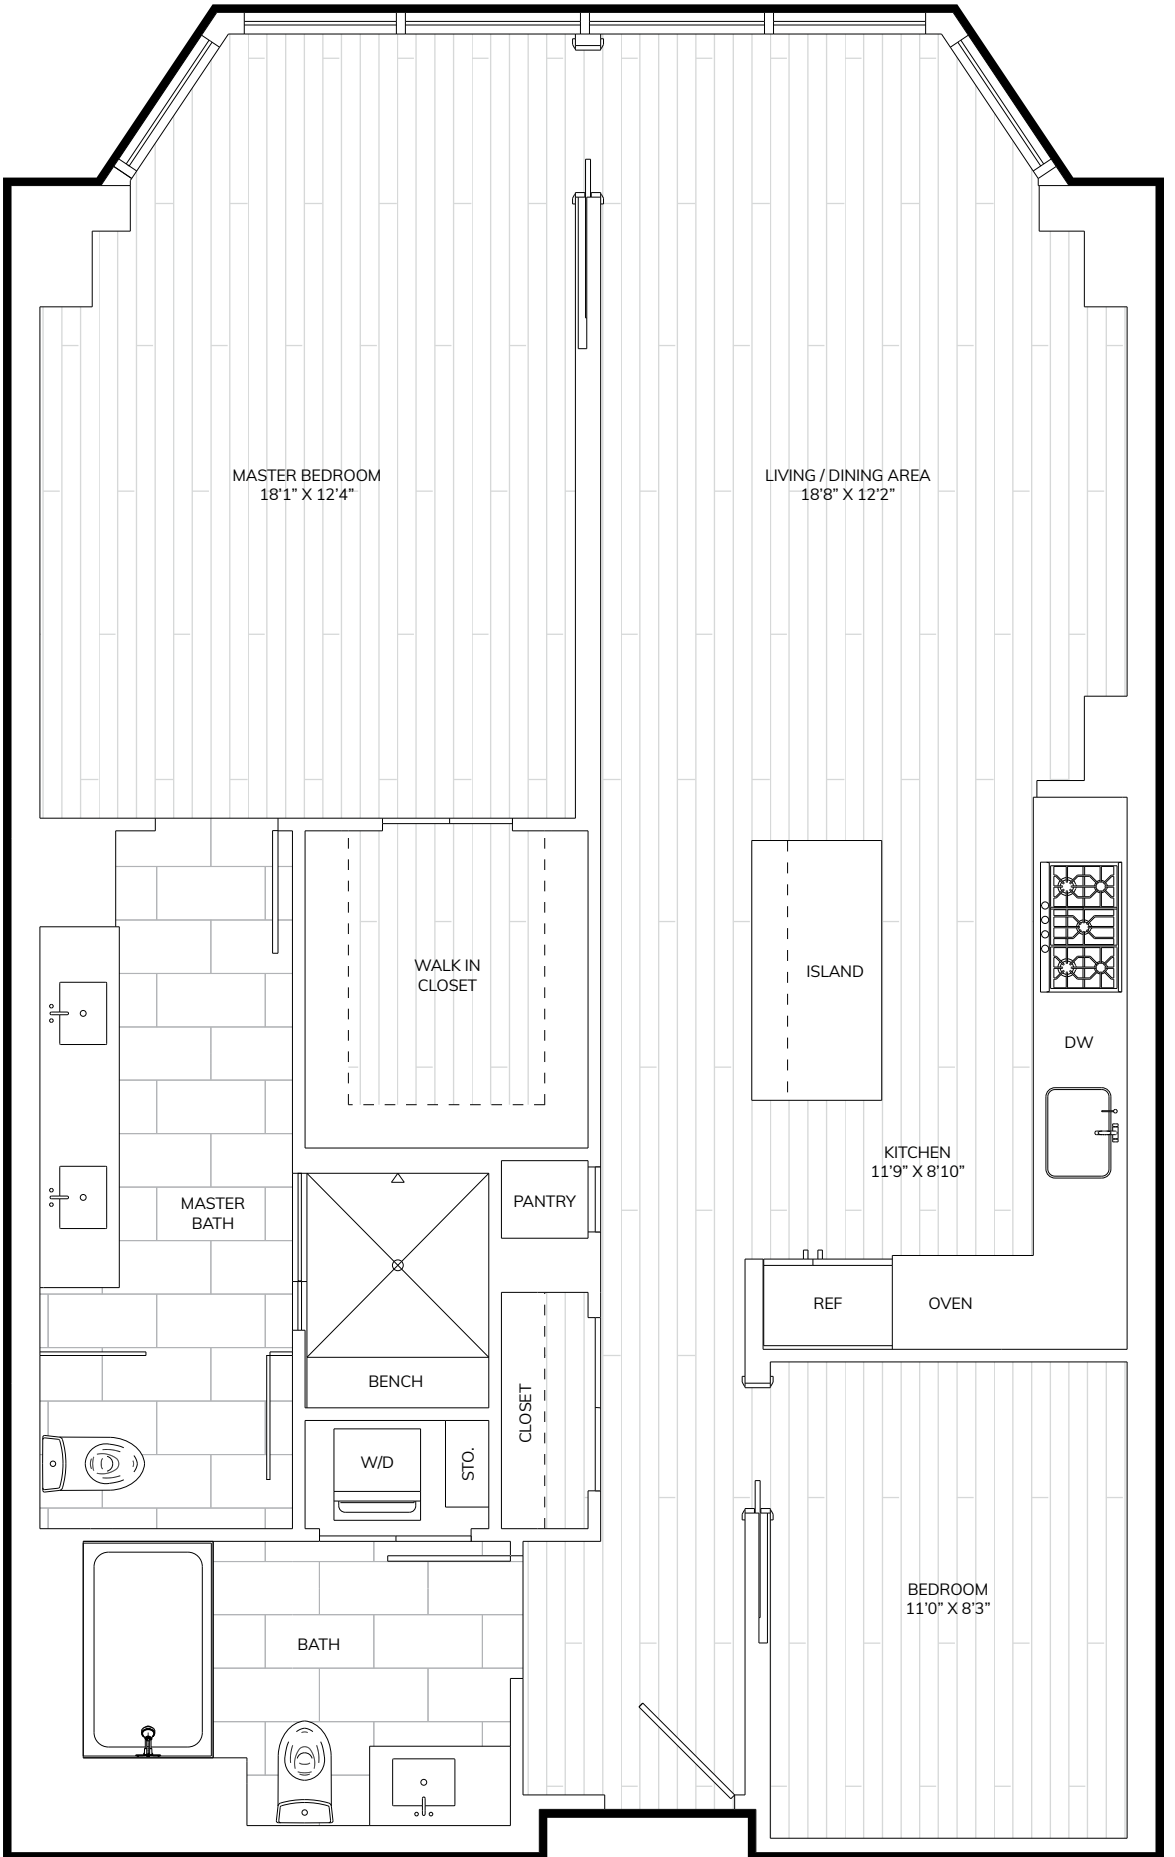 MASTER BEDROOM
18'1” X 12'4”
LIVING / DINING AREA
18'8” X 12'2”
WALK IN
CLOSET
ISLAND
DW
KITCHEN
11'9” X 8'10”
MASTER
BATH
PANTRY
REF
OVEN
BENCH
CLOSET
W/D
STO.
BEDROOM
11'0” X 8'3”
BATH